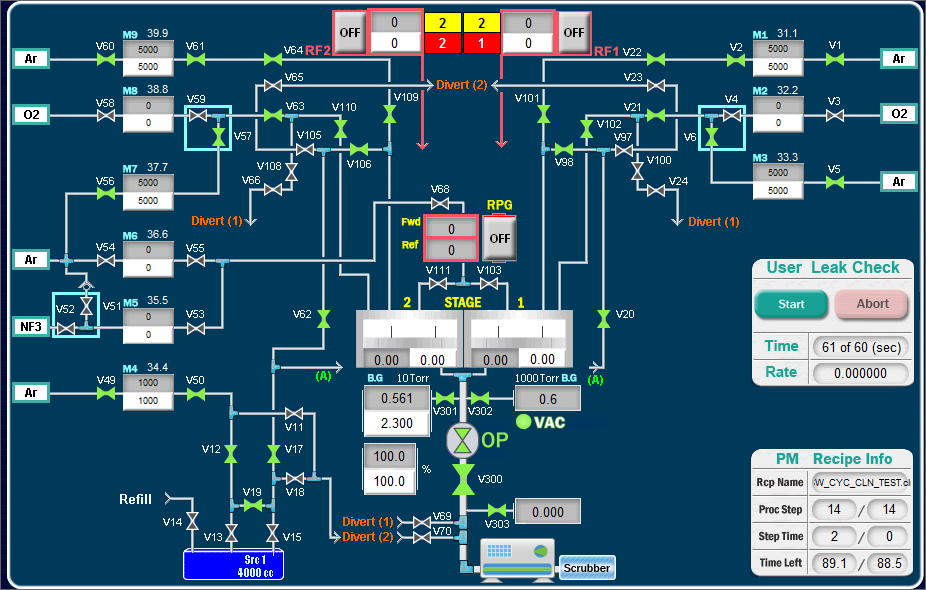 M9 39.9
5000
5000
V60
V61
V64
Ar
RF2
OFF
0
0
2 2
2 1
0
0
OFF
RF1
V22
V2
M1 31.1
5000
5000
V1
Ar
V65
Divert (2)
V23
O2
V58
M8 38.8
0
0
V59
V57
V63
V110
V109
V105
V106
V101
V102
V98
V21
V97
V6
V4
M2 32.2
0
0
V3
O2
V108
V66
Divert (1)
V100
V24
Divert (1)
M3 33.3
5000
5000
V5
Ar
V56
M7 37.7
5000
5000
V68
RPG
Fwd 0
Ref 0
OFF
Ar
V54
M6 36.6
0
0
V55
V111
V103
NF3
V52
V51
M5 35.5
0
0
V53
V62
2 STAGE 1
V20
0.00 0.00 0.00 0.00
(A)
(A)
B.G 10Torr
1000Torr B.G
0.561
2.300
V301
V302
0.6
VAC
Ar
V49
M4 34.4
1000
1000
V50
V11
V12
V17
V18
V19
OP
100.0
100.0
%
V300
Refill
V14
V13
V15
Src 1
4000 cc
V303
0.000
Divert (1)
V69
Divert (2)
V70
Scrubber
User Leak Check
Start
Abort
Time 61 of 60 (sec)
Rate 0.000000
PM Recipe Info
Rcp Name W_CYC_CLN_TEST.cl
Proc Step 14 / 14
Step Time 2 / 0
Time Left 89.1 / 88.5